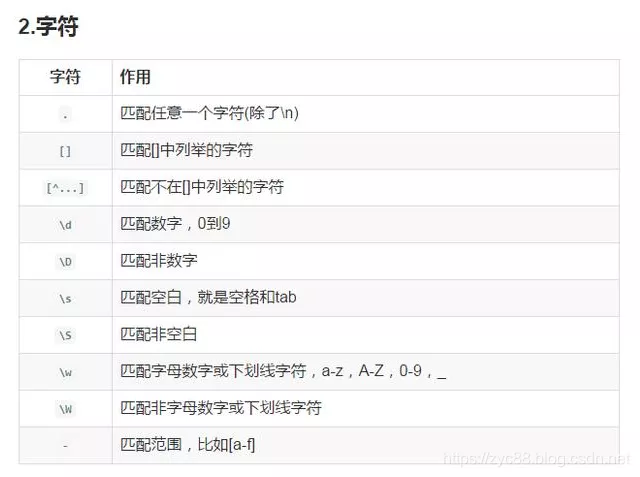 2.字符
字符 作用
. 匹配任意一个字符(除了\n)
[] 匹配[]中列举的字符
[^...] 匹配不在[]中列举的字符
\d 匹配数字，0到9
\D 匹配非数字
\s 匹配空白，就是空格和tab
\S 匹配非空白
\w 匹配字母数字或下划线字符，a-z，A-Z，0-9，_
\W 匹配非字母数字或下划线字符
- 匹配范围，比如[a-f]
https://zyc88.blog.csdn.net